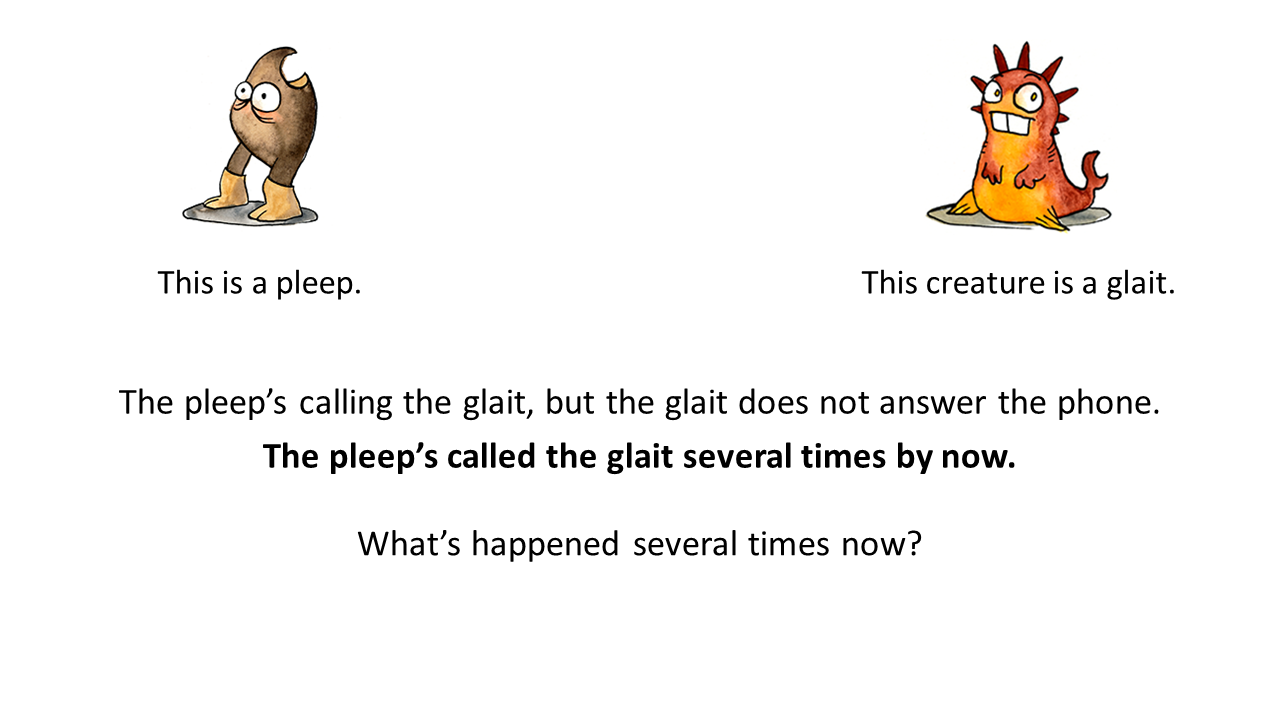 This is a pleep.
This creature is a glait.
The pleep’s calling the glait, but the glait does not answer the phone.
The pleep’s called the glait several times by now.
What’s happened several times now?